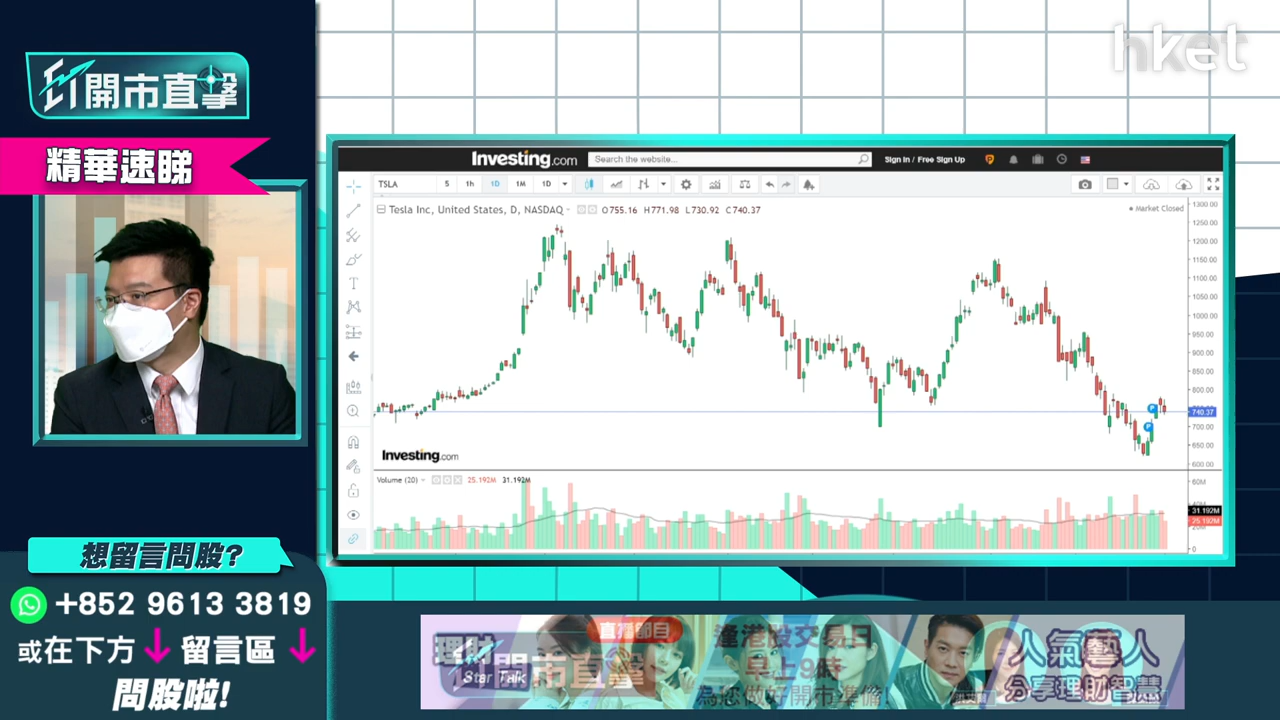 hket
ET開市直擊
精華速睇
Investing.com
Search the website...
Sign In / Free Sign Up
TSLA
5
1h
1D
1M
1D
Tesla Inc, United States, D, NASDAQ
O755.16 H771.98 L730.92 C740.37
Market Closed
1300.00
1250.00
1200.00
1150.00
1100.00
1050.00
1000.00
950.00
900.00
850.00
800.00
740.37
700.00
650.00
600.00
Investing.com
Volume (20)
25.192M
31.192M
60M
31.192M
25.192M
0
想留言問股?
+852 9613 3819
或在下方
留言區
問股啦!
直播節目
理財
Star Talk
開市直擊
逢港股交易日
早上9時
為您做好開市準備!
人氣藝人
分享理財智慧